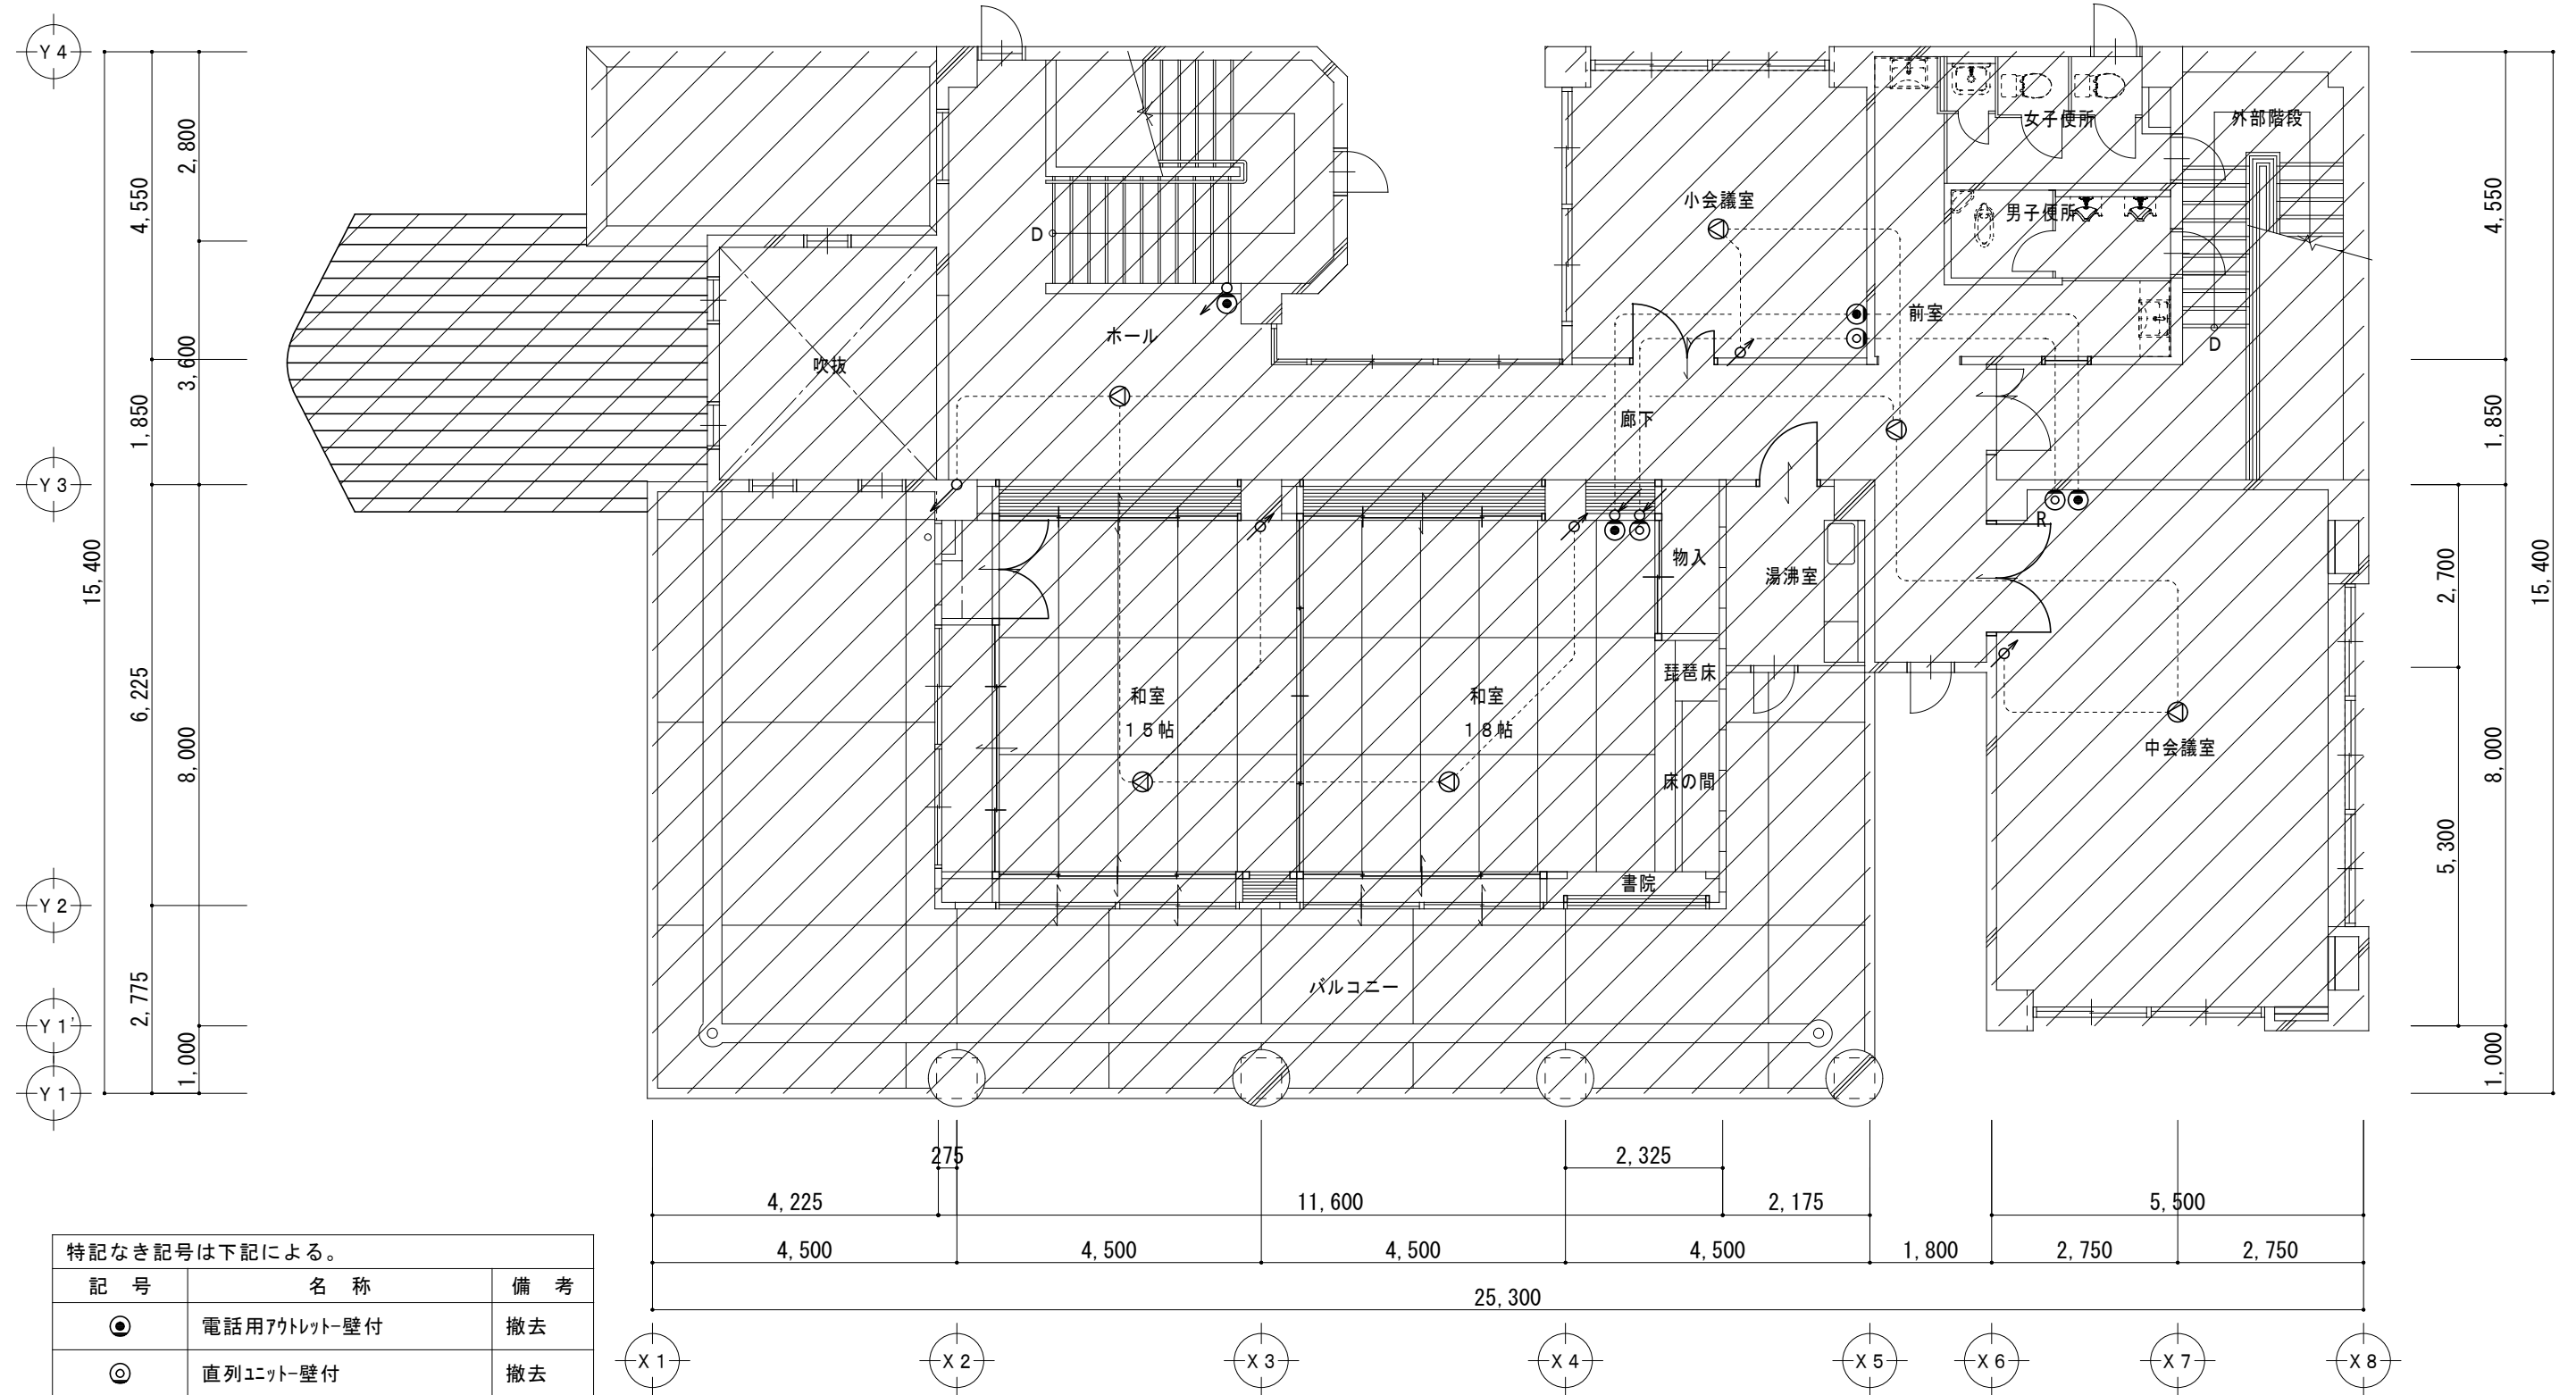 Y4
2,800
4,550
3,600
1,850
Y3
15,400
6,225
8,000
Y2
2,775
Y1'
1,000
Y1
吹抜
D
ホール
小会議室
女子便所
外部階段
男子便所
前室
D
廊下
R
物入
湯沸室
和室
15帖
和室
18帖
琵琶床
床の間
中会議室
書院
バルコニー
4,550
1,850
2,700
15,400
8,000
5,300
1,000
275
2,325
4,225
11,600
2,175
5,500
4,500
4,500
4,500
4,500
1,800
2,750
2,750
25,300
X1
X2
X3
X4
X5
X6
X7
X8
特記なき記号は下記による。
記 号 名 称 備 考
電話用ｱｳﾄﾚｯﾄｰ壁付 撤去
直列ﾕﾆｯﾄｰ壁付 撤去